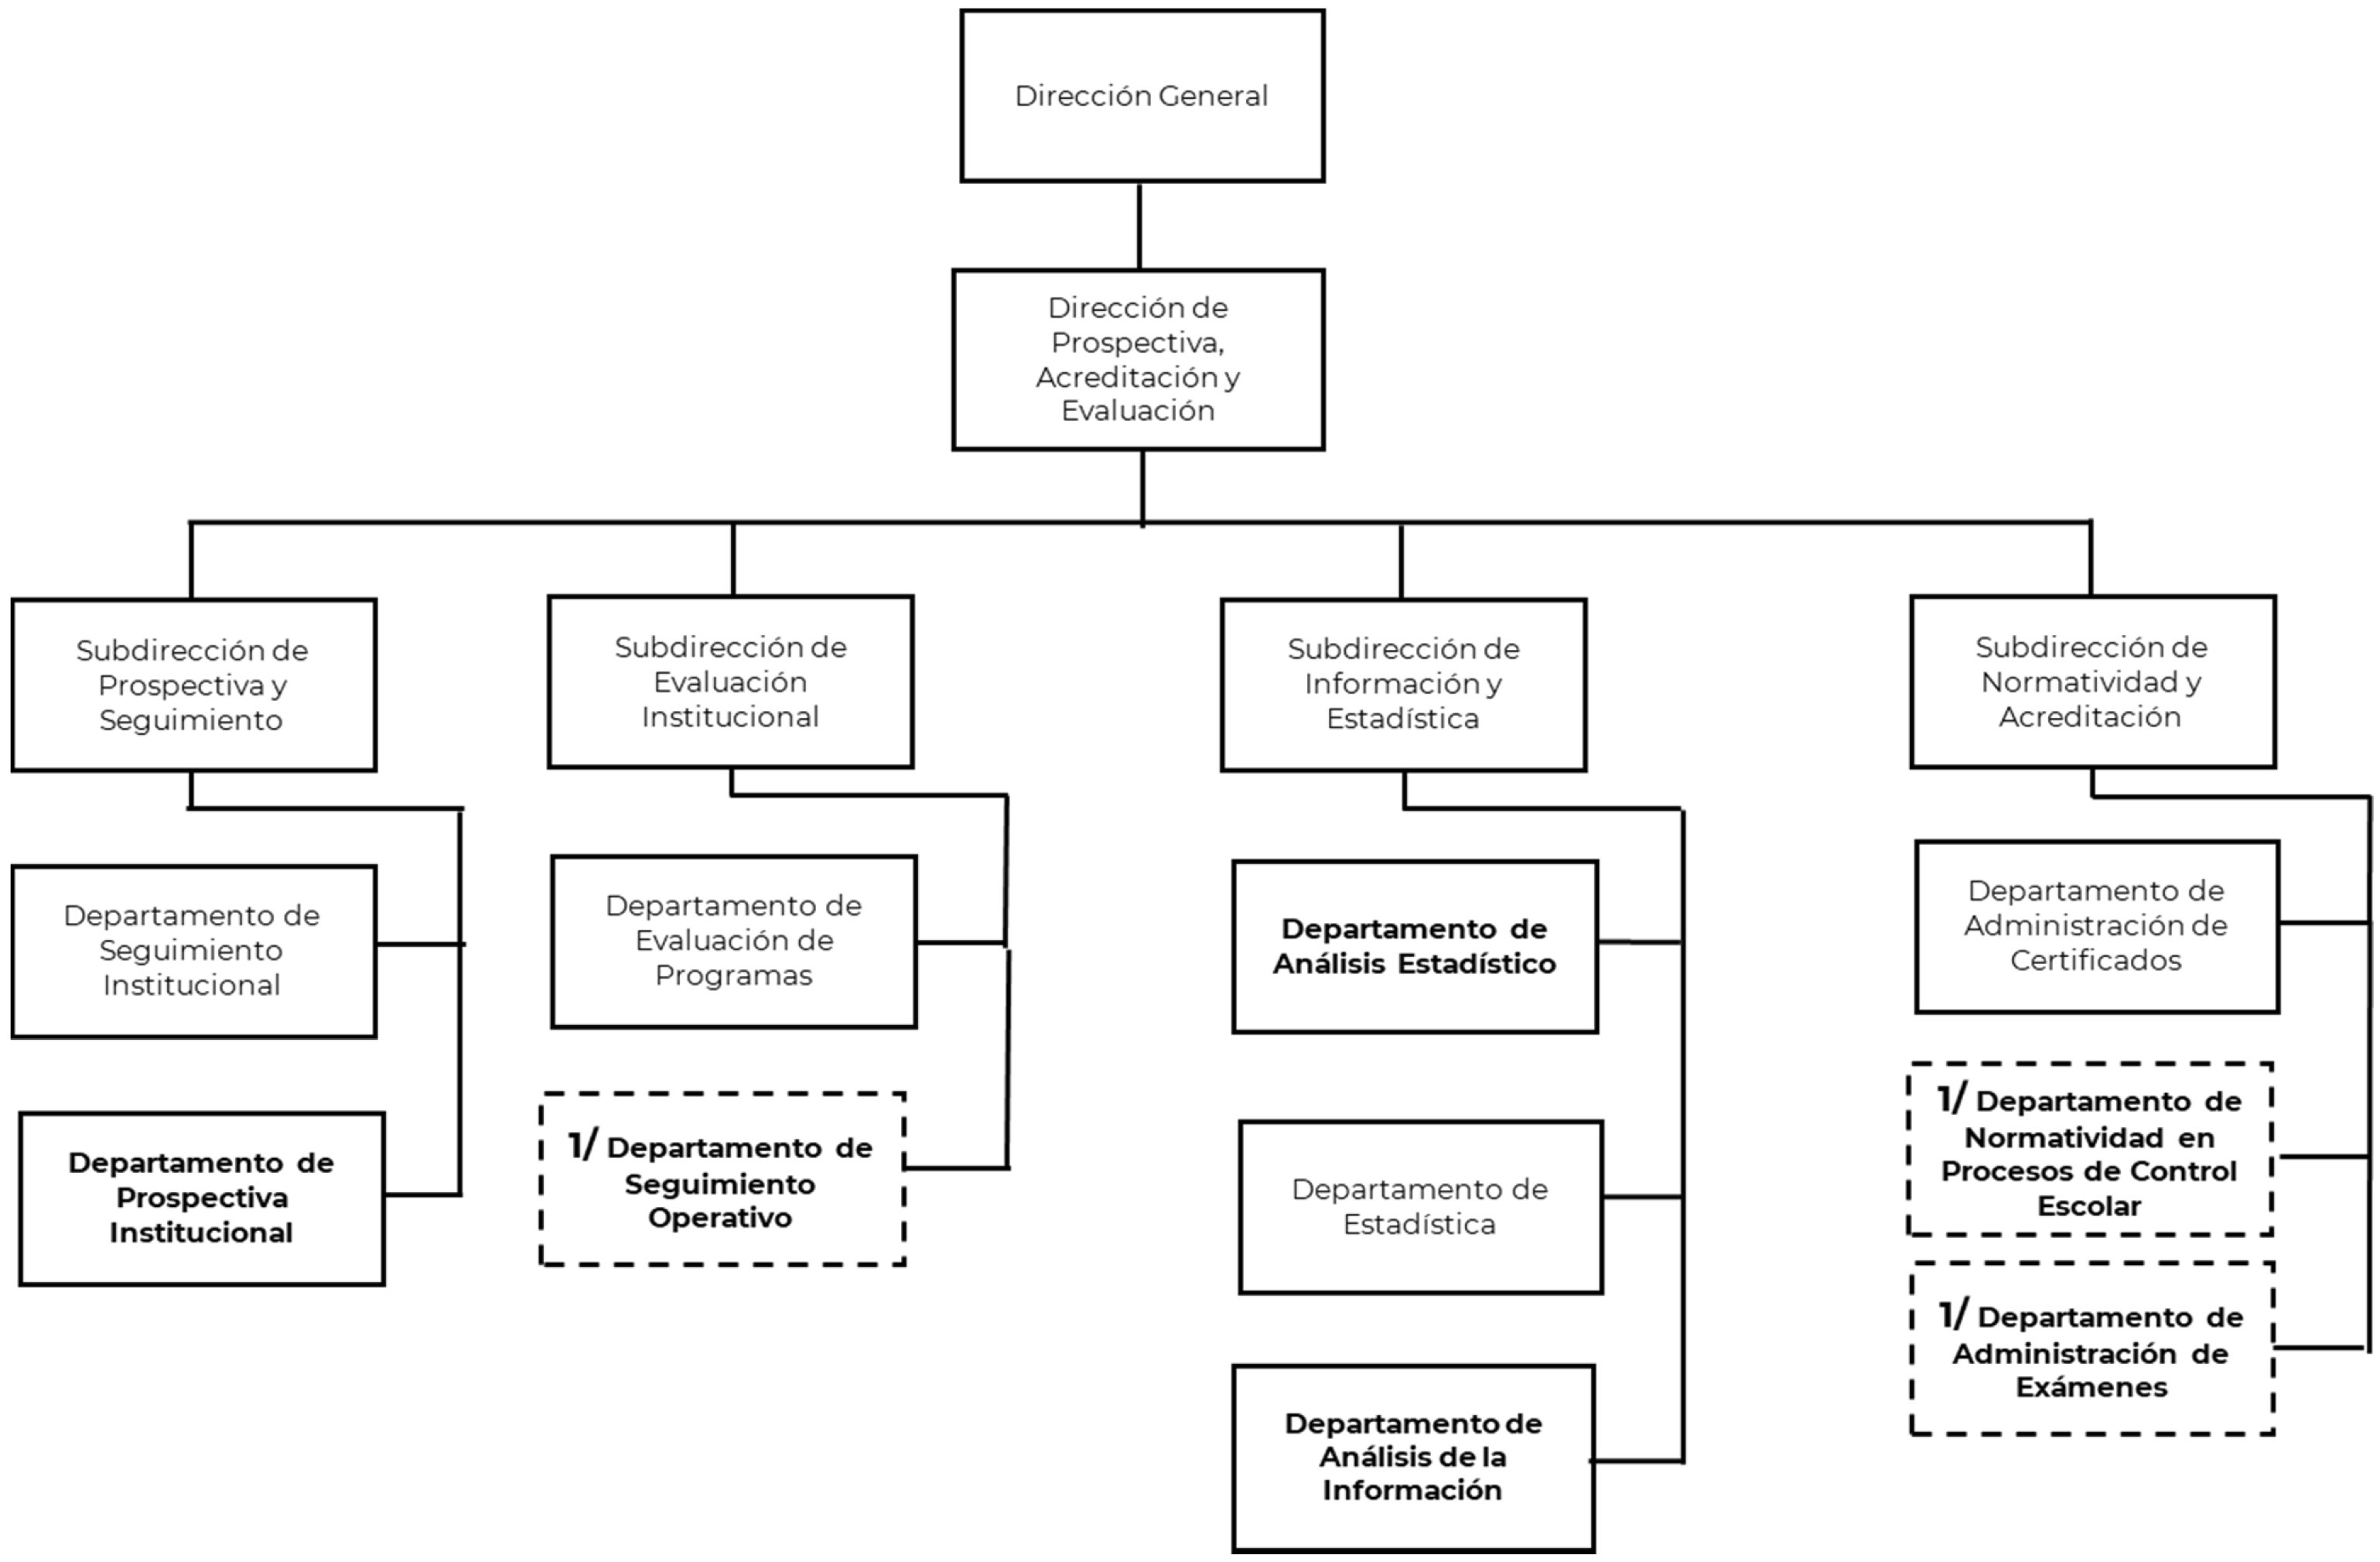 Dirección General
Dirección de
Prospectiva,
Acreditación y
Evaluación
Subdirección de
Prospectiva y
Seguimiento
Subdirección de
Evaluación
Institucional
Subdirección de
Información y
Estadística
Subdirección de
Normatividad y
Acreditación
Departamento de
Seguimiento
Institucional
Departamento de
Prospectiva
Institucional
Departamento de
Evaluación de
Programas
1/ Departamento de
Seguimiento
Operativo
Departamento de
Análisis Estadístico
Departamento de
Estadística
Departamento de
Análisis de la
Información
Departamento de
Administración de
Certificados
1/ Departamento de
Normatividad en
Procesos de Control
Escolar
1/ Departamento de
Administración de
Exámenes